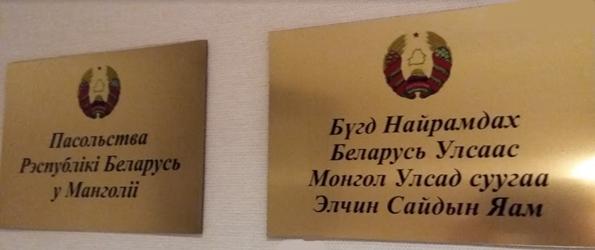 Пасольства
Рэспублікі Беларусь
у Манголіі
Бүгд Найрамдах
Беларусь Улсаас
Монгол Улсад суугаа
Элчин Сайдын Яам